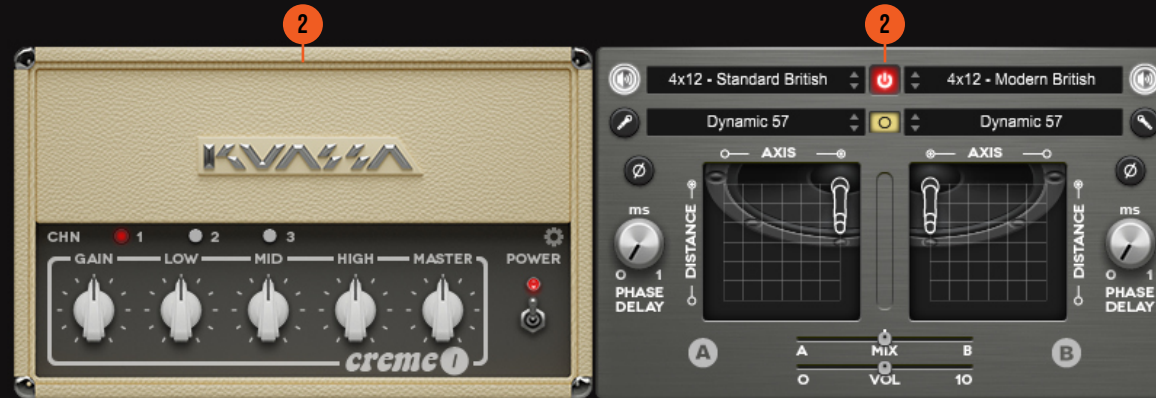 2
2
KVASSA
CHN 1 2 3
GAIN LOW MID HIGH MASTER POWER
creme 1
4x12 - Standard British
4x12 - Modern British
Dynamic 57
Dynamic 57
AXIS
AXIS
Ø
Ø
ms
0 1
PHASE
DELAY
DISTANCE
DISTANCE
ms
0 1
PHASE
DELAY
A
A MIX B
0 VOL 10
B